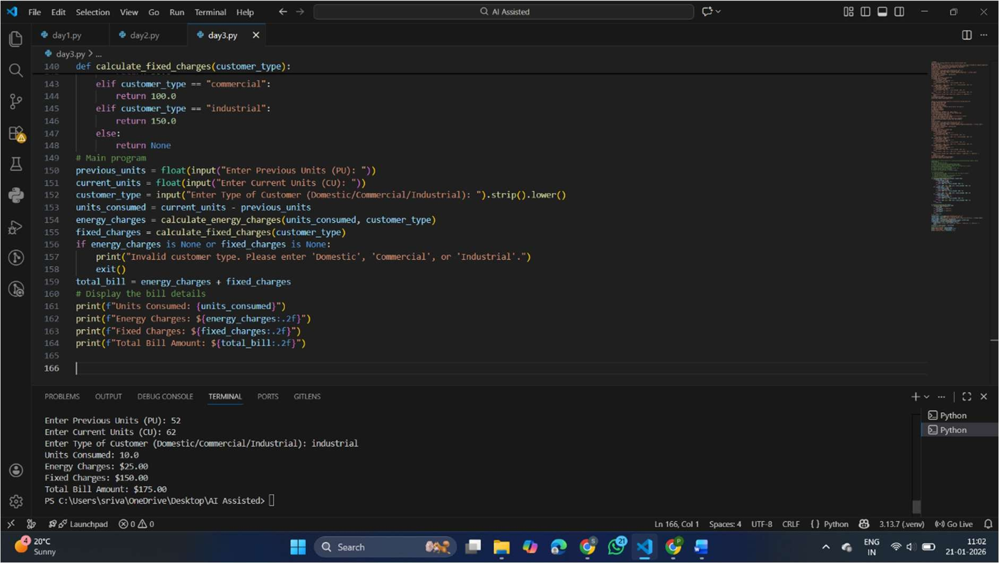 File Edit Selection View Go Run Terminal Help
AI Assisted
day1.py
day2.py
day3.py
day3.py > ...
140 def calculate_fixed_charges(customer_type):
143 elif customer_type == "commercial":
144 return 100.0
145 elif customer_type == "industrial":
146 return 150.0
147 else:
148 return None
149 # Main program
150 previous_units = float(input("Enter Previous Units (PU): "))
151 current_units = float(input("Enter Current Units (CU): "))
152 customer_type = input("Enter Type of Customer (Domestic/Commercial/Industrial): ").strip().lower()
153 units_consumed = current_units - previous_units
154 energy_charges = calculate_energy_charges(units_consumed, customer_type)
155 fixed_charges = calculate_fixed_charges(customer_type)
156 if energy_charges is None or fixed_charges is None:
157 print("Invalid customer type. Please enter 'Domestic', 'Commercial', or 'Industrial'.")
158 exit()
159 total_bill = energy_charges + fixed_charges
160 # Display the bill details
161 print(f"Units Consumed: {units_consumed}")
162 print(f"Energy Charges: ${energy_charges:.2f}")
163 print(f"Fixed Charges: ${fixed_charges:.2f}")
164 print(f"Total Bill Amount: ${total_bill:.2f}")
165
166
PROBLEMS OUTPUT DEBUG CONSOLE TERMINAL PORTS GITLENS
Enter Previous Units (PU): 52
Enter Current Units (CU): 62
Enter Type of Customer (Domestic/Commercial/Industrial): industrial
Units Consumed: 10.0
Energy Charges: $25.00
Fixed Charges: $150.00
Total Bill Amount: $175.00
PS C:\Users\sriva\OneDrive\Desktop\AI Assisted>
Python
Python
Launchpad 0 0
Ln 166, Col 1 Spaces: 4 UTF-8 CRLF { } Python 3.13.7 (.venv) Go Live
4
20°C
Sunny
Search
S
21
P
ENG
IN
11:02
21-01-2026